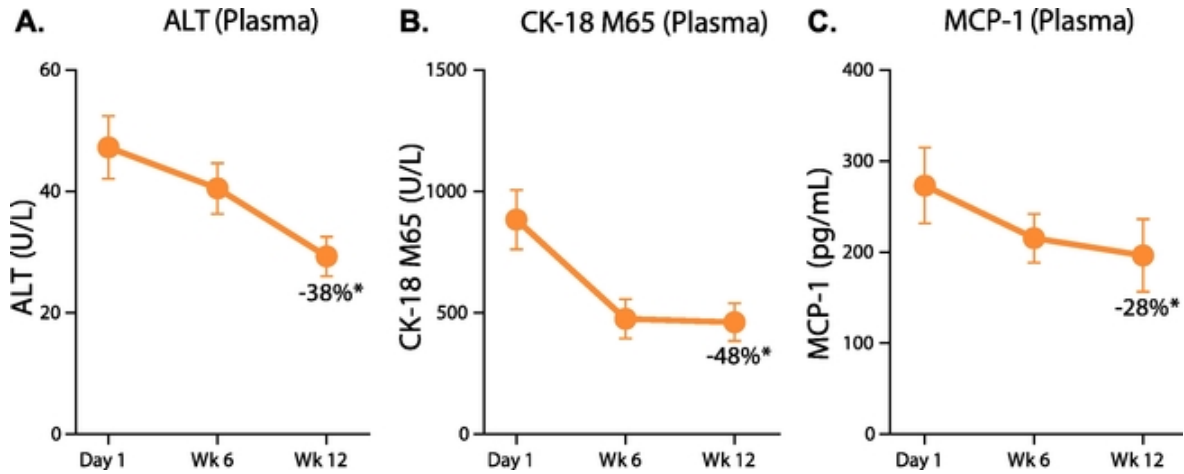 A. ALT (Plasma)
60
40
20
0
ALT (U/L)
-38%*
Day 1 Wk 6 Wk 12
B. CK-18 M65 (Plasma)
1500
1000
500
0
CK-18 M65 (U/L)
-48%*
Day 1 Wk 6 Wk 12
C. MCP-1 (Plasma)
400
300
200
100
0
MCP-1 (pg/mL)
-28%*
Day 1 Wk 6 Wk 12